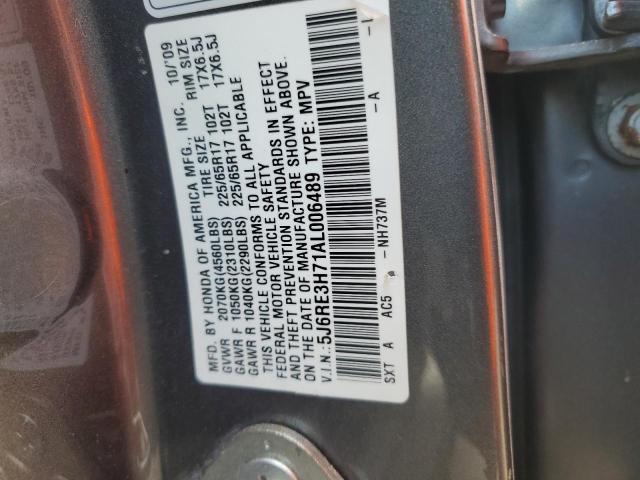 MFD. BY HONDA OF AMERICA MFG., INC. 10/'09
TIRE SIZE RIM SIZE
GVWR 2070KG(4560LBS) 225/65R17 102T 17X6.5J
GAWR F 1050KG(2310LBS) 225/65R17 102T 17X6.5J
GAWR R 1040KG(2290LBS)
THIS VEHICLE CONFORMS TO ALL APPLICABLE
FEDERAL MOTOR VEHICLE SAFETY
AND THEFT PREVENTION STANDARDS IN EFFECT
ON THE DATE OF MANUFACTURE SHOWN ABOVE.
V.I.N.: 5J6RE3H71AL006489 TYPE: MPV
SXT A AC5 -NH737M -A -A